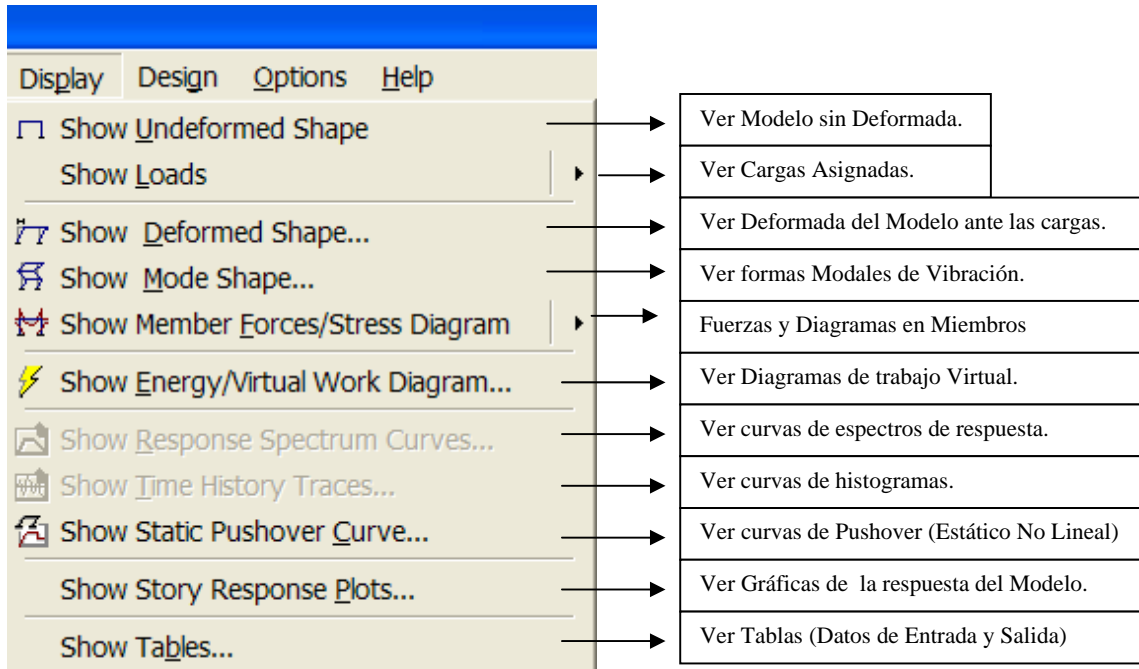 Display Design Options Help
Show Undeformed Shape
Ver Modelo sin Deformada.
Show Loads
Ver Cargas Asignadas.
Show Deformed Shape...
Ver Deformada del Modelo ante las cargas.
Show Mode Shape...
Ver formas Modales de Vibración.
Show Member Forces/Stress Diagram
Fuerzas y Diagramas en Miembros
Show Energy/Virtual Work Diagram...
Ver Diagramas de trabajo Virtual.
Show Response Spectrum Curves...
Ver curvas de espectros de respuesta.
Show Time History Traces...
Ver curvas de histogramas.
Show Static Pushover Curve...
Ver curvas de Pushover (Estático No Lineal)
Show Story Response Plots...
Ver Gráficas de la respuesta del Modelo.
Show Tables...
Ver Tablas (Datos de Entrada y Salida)